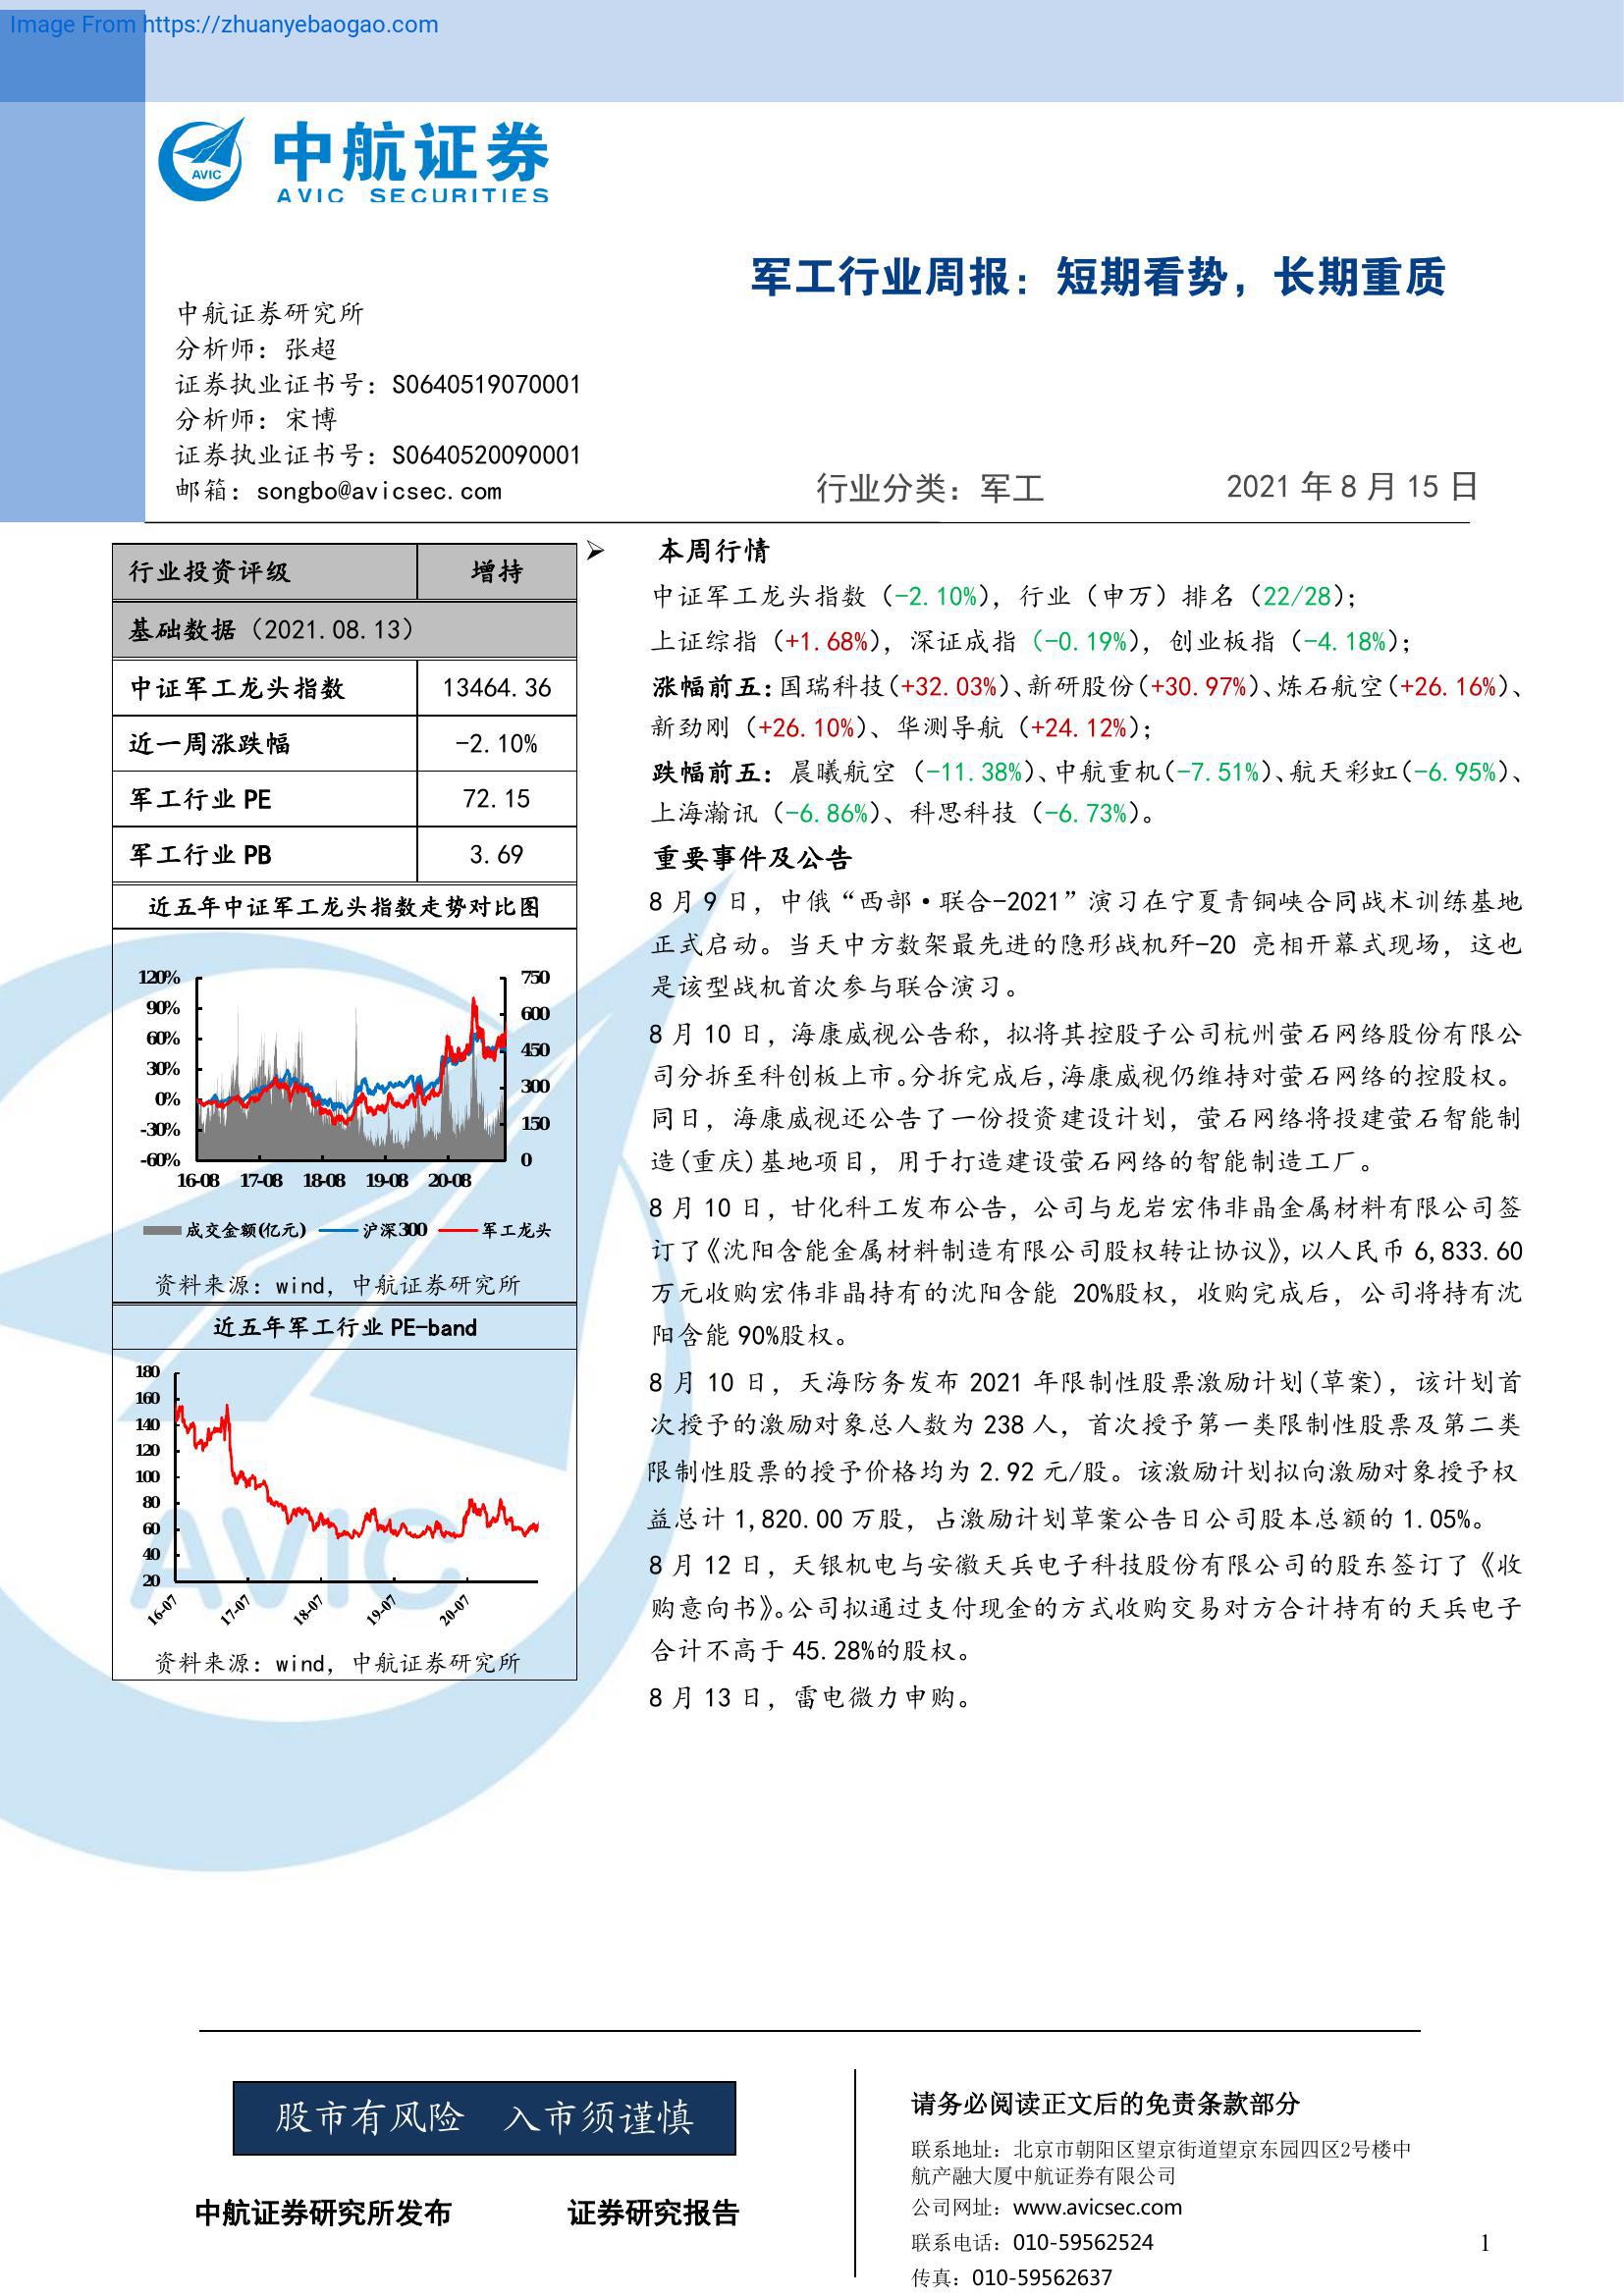 Image From https://zhuanyebaogao.com
AVIC
中航证券
AVIC SECURITIES
军工行业周报：短期看势，长期重质
中航证券研究所
分析师：张超
证券执业证书号：S0640519070001
分析师：宋博
证券执业证书号：S0640520090001
邮箱：songbo@avicsec.com
行业分类：军工
2021 年 8 月 15 日
行业投资评级 增持
基础数据（2021.08.13）
中证军工龙头指数 13464.36
近一周涨跌幅 -2.10%
军工行业 PE 72.15
军工行业 PB 3.69
近五年中证军工龙头指数走势对比图
120% 750
90% 600
60% 450
30% 300
0% 150
-30% 0
-60%
16-08 17-08 18-08 19-08 20-08
成交金额(亿元) 沪深300 军工龙头
资料来源：wind，中航证券研究所
近五年军工行业 PE-band
180
160
140
120
100
80
60
40
20
16-07 17-07 18-07 19-07 20-07
资料来源：wind，中航证券研究所
AVIC
➢ 本周行情
中证军工龙头指数（-2.10%），行业（申万）排名（22/28）；
上证综指（+1.68%），深证成指（-0.19%），创业板指（-4.18%）；
涨幅前五：国瑞科技（+32.03%）、新研股份（+30.97%）、炼石航空（+26.16%）、
新劲刚（+26.10%）、华测导航（+24.12%）；
跌幅前五：晨曦航空（-11.38%）、中航重机（-7.51%）、航天彩虹（-6.95%）、
上海瀚讯（-6.86%）、科思科技（-6.73%）。
重要事件及公告
8 月 9 日，中俄“西部·联合-2021”演习在宁夏青铜峡合同战术训练基地
正式启动。当天中方数架最先进的隐形战机歼-20 亮相开幕式现场，这也
是该型战机首次参与联合演习。
8 月 10 日，海康威视公告称，拟将其控股子公司杭州萤石网络股份有限公
司分拆至科创板上市。分拆完成后,海康威视仍维持对萤石网络的控股权。
同日，海康威视还公告了一份投资建设计划，萤石网络将投建萤石智能制
造(重庆)基地项目，用于打造建设萤石网络的智能制造工厂。
8 月 10 日，甘化科工发布公告，公司与龙岩宏伟非晶金属材料有限公司签
订了《沈阳含能金属材料制造有限公司股权转让协议》，以人民币 6,833.60
万元收购宏伟非晶持有的沈阳含能 20%股权，收购完成后，公司将持有沈
阳含能 90%股权。
8 月 10 日，天海防务发布 2021 年限制性股票激励计划(草案)，该计划首
次授予的激励对象总人数为 238 人，首次授予第一类限制性股票及第二类
限制性股票的授予价格均为 2.92 元/股。该激励计划拟向激励对象授予权
益总计 1,820.00 万股，占激励计划草案公告日公司股本总额的 1.05%。
8 月 12 日，天银机电与安徽天兵电子科技股份有限公司的股东签订了《收
购意向书》。公司拟通过支付现金的方式收购交易对方合计持有的天兵电子
合计不高于 45.28%的股权。
8 月 13 日，雷电微力申购。
股市有风险 入市须谨慎
中航证券研究所发布 证券研究报告
请务必阅读正文后的免责条款部分
联系地址：北京市朝阳区望京街道望京东园四区2号楼中
航产融大厦中航证券有限公司
公司网址：www.avicsec.com
联系电话：010-59562524
传真：010-59562637
1